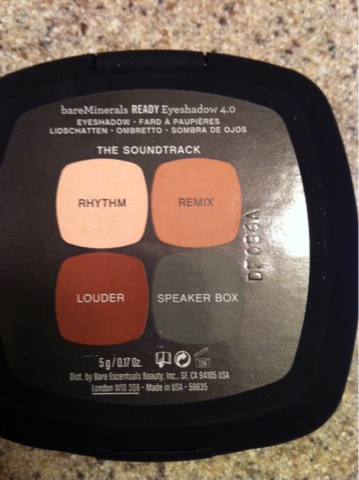 bareMinerals READY Eyeshadow 4.0
EYESHADOW · FARD À PAUPIÈRES
LIDSCHATTEN · OMBRETTO · SOMBRA DE OJOS
THE SOUNDTRACK
RHYTHM REMIX
LOUDER SPEAKER BOX
5 g / 0.17 Oz.
Dist. by Bare Escentuals Beauty, Inc., SF, CA 94105 USA
London W1D 3QB · Made in USA · 58635